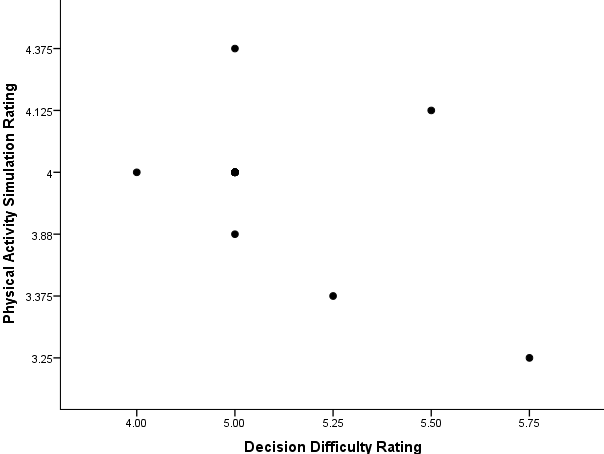 Physical Activity Simulation Rating
4.375
4.125
4
3.88
3.375
3.25
4.00 5.00 5.25 5.50 5.75
Decision Difficulty Rating